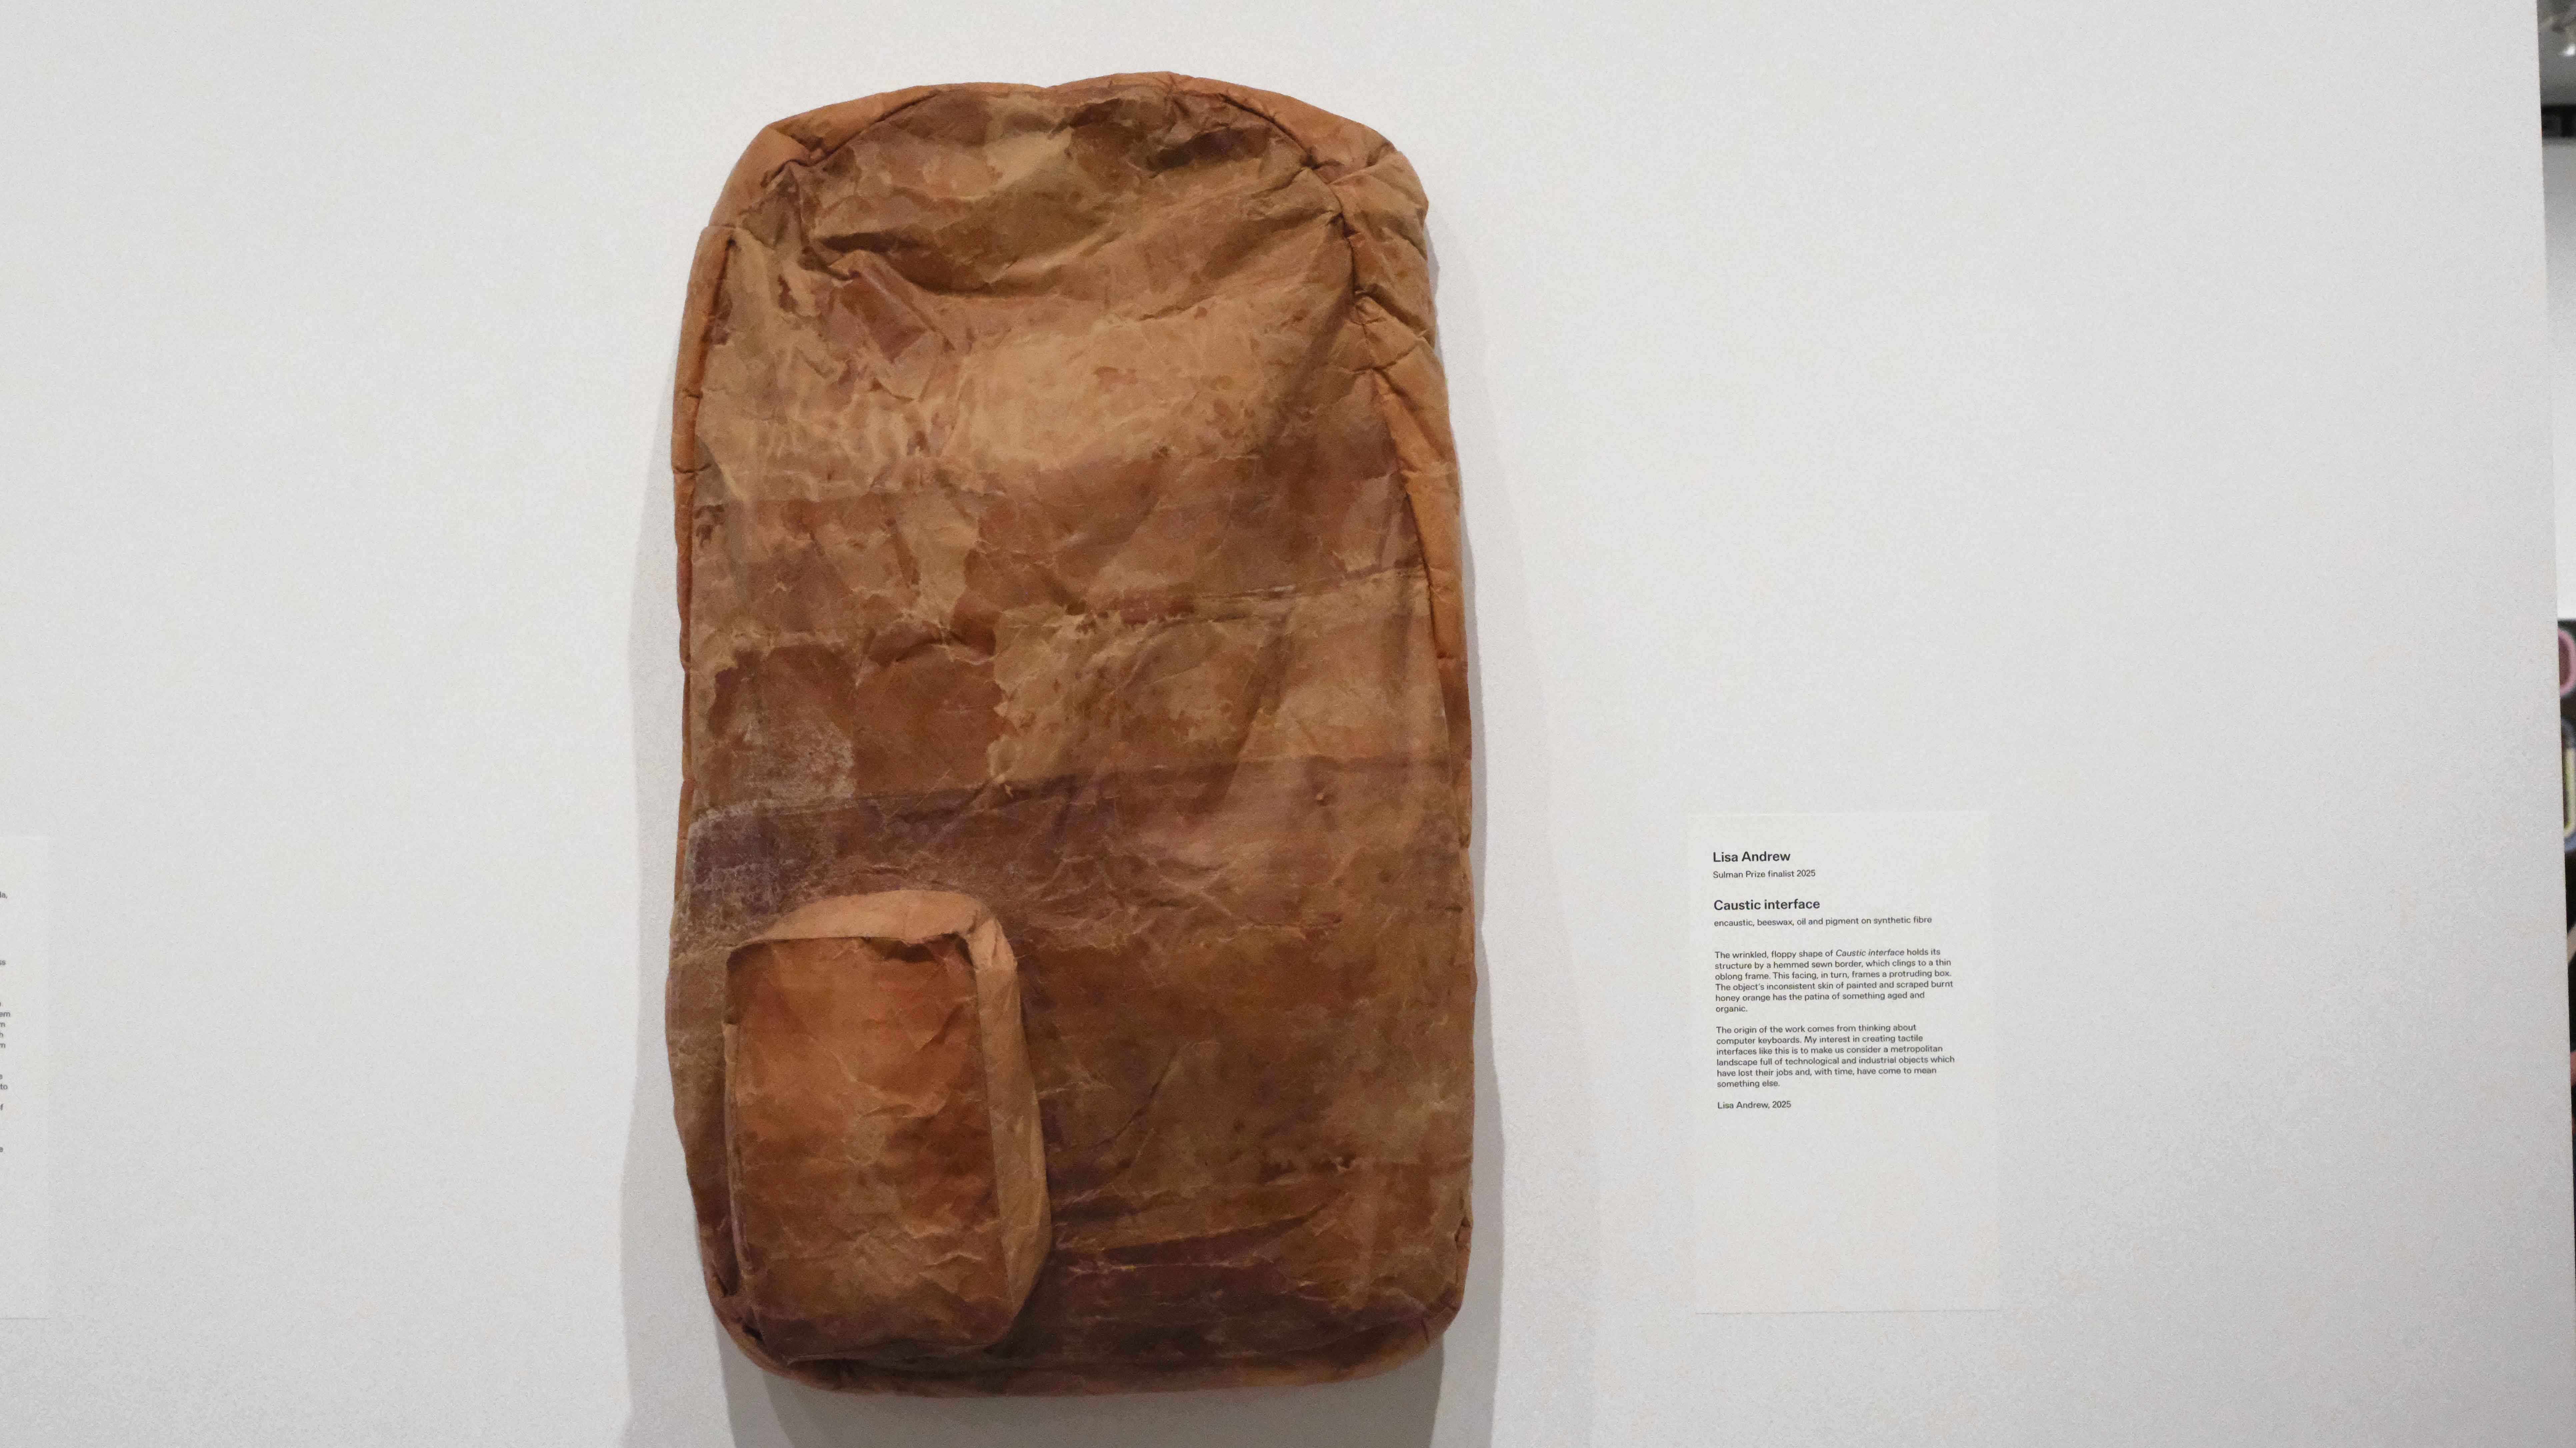 Lisa Andrew
Sulman Prize finalist 2025
Caustic interface
encaustic, beeswax, oil and pigment on synthetic fibre
The wrinkled, floppy shape of Caustic interface holds its
structure by a hemmed sewn border, which clings to a thin
oblong frame. This facing, in turn, frames a protruding box.
The object's inconsistent skin of painted and scraped burnt
honey orange has the patina of something aged and
organic.
The origin of the work comes from thinking about
computer keyboards. My interest in creating tactile
interfaces like this is to make us consider a metropolitan
landscape full of technological and industrial objects which
have lost their jobs and, with time, have come to mean
something else.
Lisa Andrew, 2025